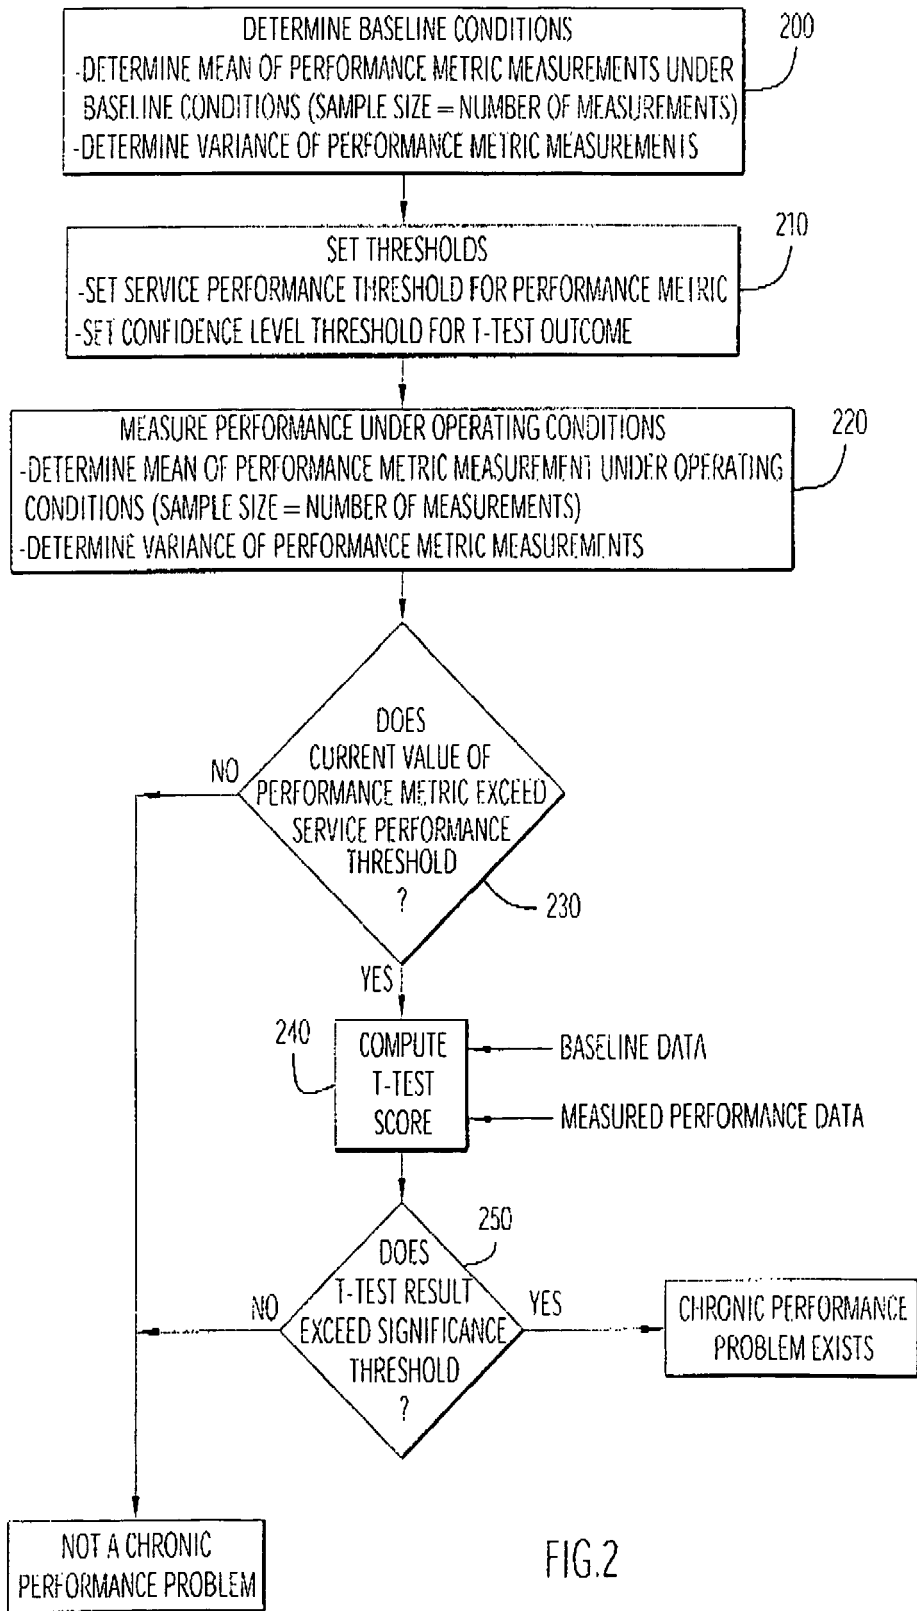 DETERMINE BASELINE CONDITIONS
-DETERMINE MEAN OF PERFORMANCE METRIC MEASUREMENTS UNDER
BASELINE CONDITIONS (SAMPLE SIZE = NUMBER OF MEASUREMENTS)
-DETERMINE VARIANCE OF PERFORMANCE METRIC MEASUREMENTS
200
SET THRESHOLDS
-SET SERVICE PERFORMANCE THRESHOLD FOR PERFORMANCE METRIC
-SET CONFIDENCE LEVEL THRESHOLD FOR T-TEST OUTCOME
210
MEASURE PERFORMANCE UNDER OPERATING CONDITIONS
-DETERMINE MEAN OF PERFORMANCE METRIC MEASUREMENT UNDER OPERATING
CONDITIONS (SAMPLE SIZE = NUMBER OF MEASUREMENTS)
-DETERMINE VARIANCE OF PERFORMANCE METRIC MEASUREMENTS
220
DOES
CURRENT VALUE OF
PERFORMANCE METRIC EXCEED
SERVICE PERFORMANCE
THRESHOLD
?
NO
230
YES
240
COMPUTE
T-TEST
SCORE
BASELINE DATA
MEASURED PERFORMANCE DATA
250
DOES
T-TEST RESULT
EXCEED SIGNIFICANCE
THRESHOLD
?
NO
YES
CHRONIC PERFORMANCE
PROBLEM EXISTS
NOT A CHRONIC
PERFORMANCE PROBLEM
FIG.2